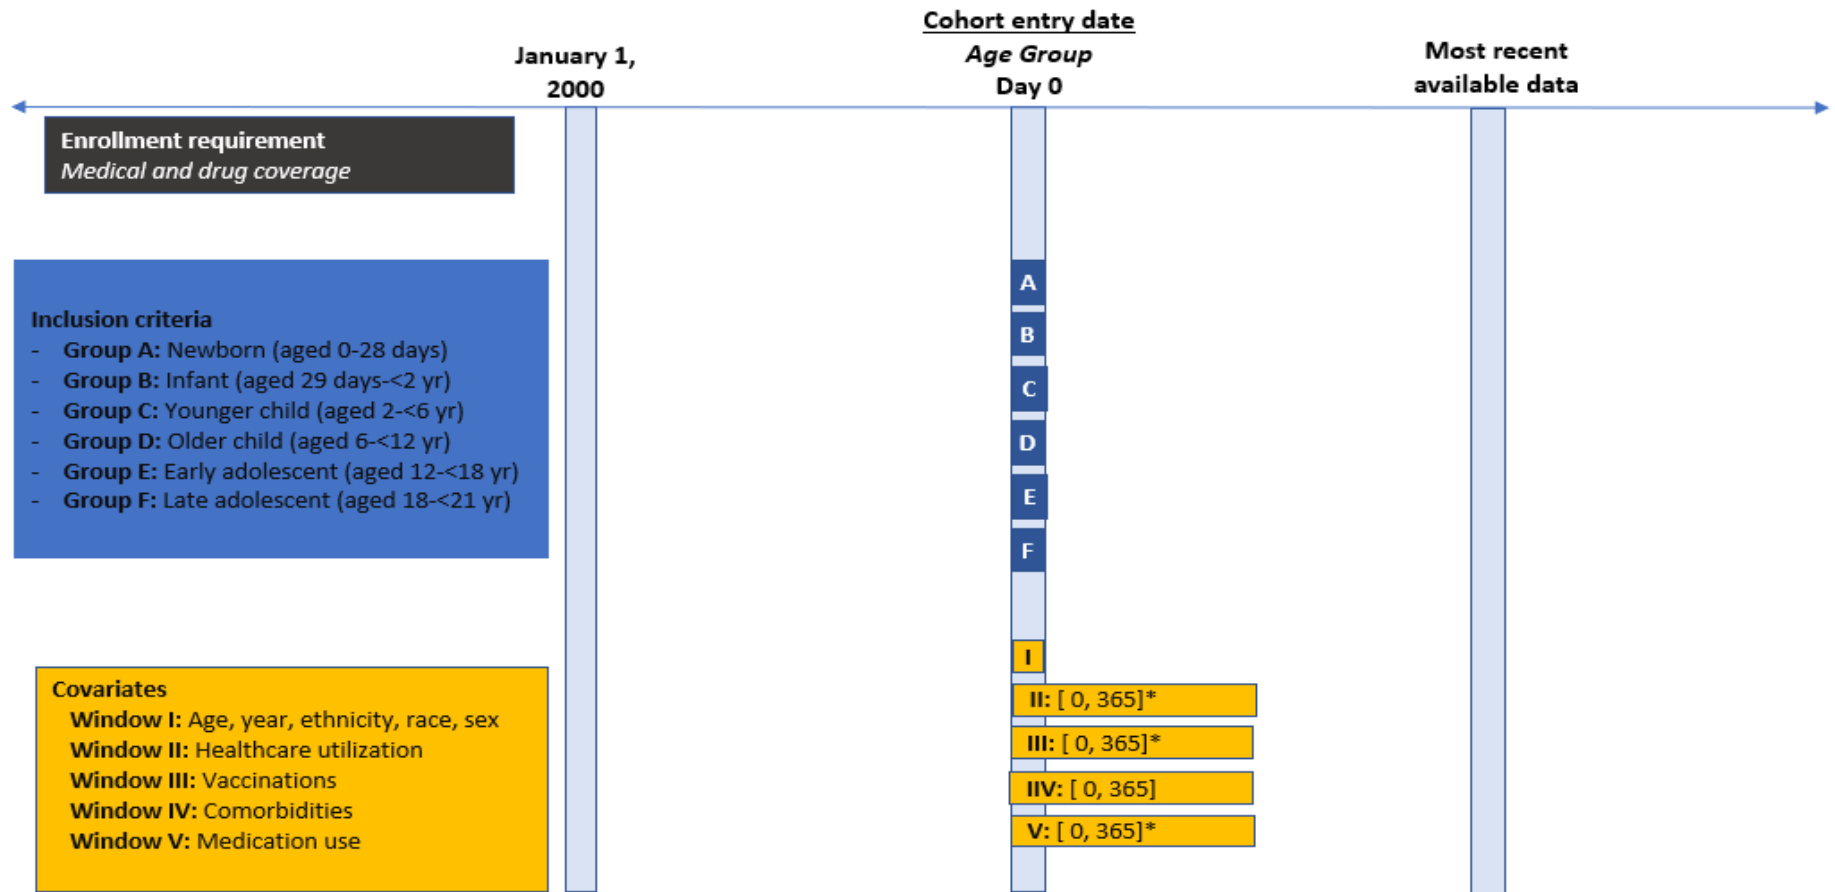 Cohort entry date
Age Group
Day 0
January 1,
2000
Most recent
available data
Enrollment requirement
Medical and drug coverage
Inclusion criteria
- Group A: Newborn (aged 0-28 days)
- Group B: Infant (aged 29 days-<2 yr)
- Group C: Younger child (aged 2-<6 yr)
- Group D: Older child (aged 6-<12 yr)
- Group E: Early adolescent (aged 12-<18 yr)
- Group F: Late adolescent (aged 18-<21 yr)
A
B
C
D
E
F
Covariates
Window I: Age, year, ethnicity, race, sex
Window II: Healthcare utilization
Window III: Vaccinations
Window IV: Comorbidities
Window V: Medication use
I
II: [ 0, 365]*
III: [ 0, 365]*
IIV: [ 0, 365]
V: [ 0, 365]*